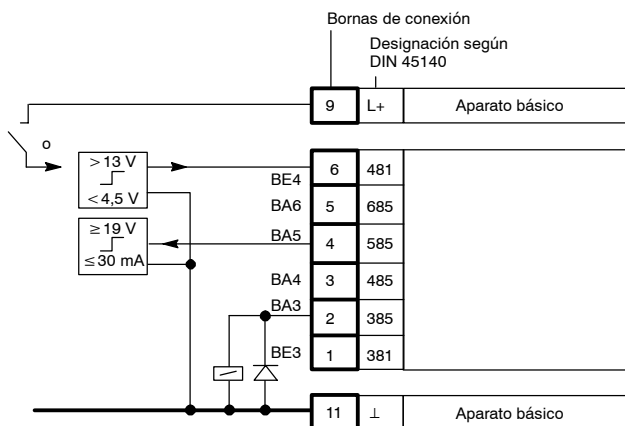 Bornas de conexión
Designación según
DIN 45140
9 L+ Aparato básico
o
> 13 V
< 4,5 V
BE4 6 481
BA6 5 685
≥ 19 V
≤ 30 mA
BA5 4 585
BA4 3 485
BA3 2 385
BE3 1 381
11 ⊥ Aparato básico